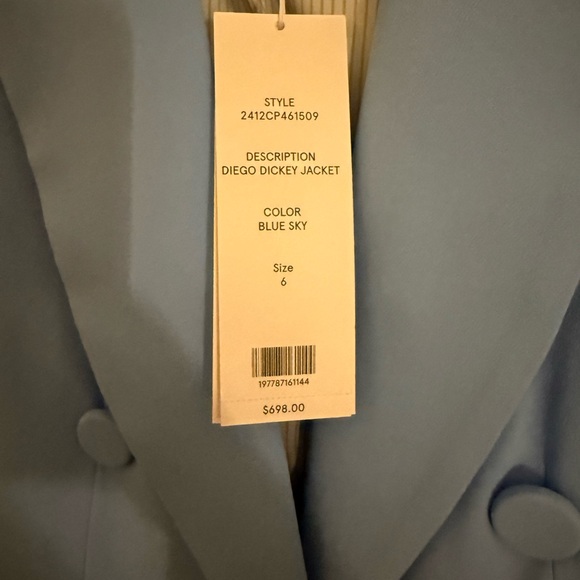 STYLE
2412CP461509
DESCRIPTION
DIEGO DICKEY JACKET
COLOR
BLUE SKY
Size
6
197787161144
$698.00